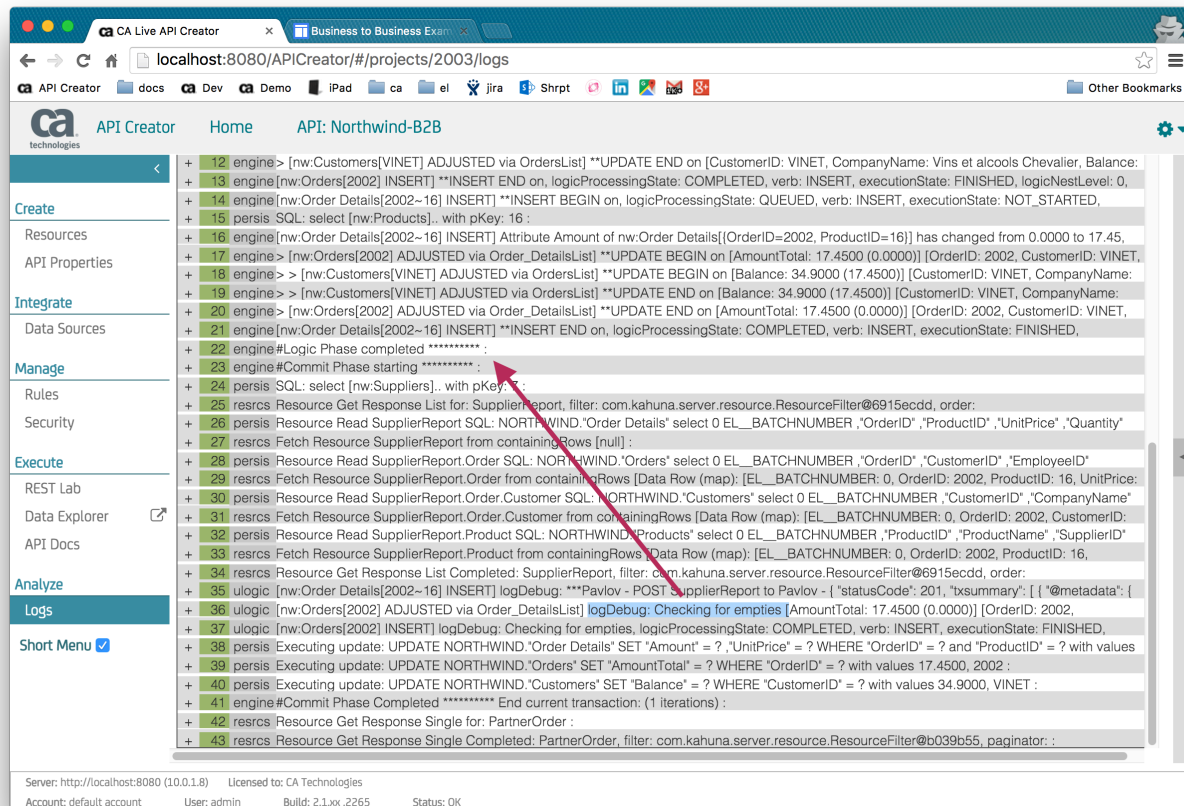 CA Live API Creator
Business to Business Exam
localhost:8080/APICreator/#/projects/2003/logs
API Creator docs Dev Demo iPad ca el jira Shrpt Other Bookmarks
ca technologies API Creator Home API: Northwind-B2B
Create
Resources
API Properties
Integrate
Data Sources
Manage
Rules
Security
Execute
REST Lab
Data Explorer
API Docs
Analyze
Logs
Short Menu
+ 12 engine > [nw:Customers[VINET] ADJUSTED via OrdersList] **UPDATE END on [CustomerID: VINET, CompanyName: Vins et alcools Chevalier, Balance:
+ 13 engine [nw:Orders[2002] INSERT] **INSERT END on, logicProcessingState: COMPLETED, verb: INSERT, executionState: FINISHED, logicNestLevel: 0,
+ 14 engine [nw:Order Details[2002~16] INSERT] **INSERT BEGIN on, logicProcessingState: QUEUED, verb: INSERT, executionState: NOT_STARTED,
+ 15 persis SQL: select [nw:Products].. with pKey: 16 :
+ 16 engine [nw:Order Details[2002~16] INSERT] Attribute Amount of nw:Order Details[{OrderID=2002, ProductID=16}] has changed from 0.0000 to 17.45,
+ 17 engine > [nw:Orders[2002] ADJUSTED via Order_DetailsList] **UPDATE BEGIN on [AmountTotal: 17.4500 (0.0000)] [OrderID: 2002, CustomerID: VINET,
+ 18 engine > > [nw:Customers[VINET] ADJUSTED via OrdersList] **UPDATE BEGIN on [Balance: 34.9000 (17.4500)] [CustomerID: VINET, CompanyName:
+ 19 engine > > [nw:Customers[VINET] ADJUSTED via OrdersList] **UPDATE END on [Balance: 34.9000 (17.4500)] [CustomerID: VINET, CompanyName:
+ 20 engine > [nw:Orders[2002] ADJUSTED via Order_DetailsList] **UPDATE END on [AmountTotal: 17.4500 (0.0000)] [OrderID: 2002, CustomerID: VINET,
+ 21 engine [nw:Order Details[2002~16] INSERT] **INSERT END on, logicProcessingState: COMPLETED, verb: INSERT, executionState: FINISHED,
+ 22 engine #Logic Phase completed ********** :
+ 23 engine #Commit Phase starting ********** :
+ 24 persis SQL: select [nw:Suppliers].. with pKey: 7 :
+ 25 resrcs Resource Get Response List for: SupplierReport, filter: com.kahuna.server.resource.ResourceFilter@6915ecdd, order:
+ 26 persis Resource Read SupplierReport SQL: NORTHWIND."Order Details" select 0 EL__BATCHNUMBER ,"OrderID" ,"ProductID" ,"UnitPrice" ,"Quantity"
+ 27 resrcs Fetch Resource SupplierReport from containingRows [null] :
+ 28 persis Resource Read SupplierReport.Order SQL: NORTHWIND."Orders" select 0 EL__BATCHNUMBER ,"OrderID" ,"CustomerID" ,"EmployeeID"
+ 29 resrcs Fetch Resource SupplierReport.Order from containingRows [Data Row (map): [EL__BATCHNUMBER: 0, OrderID: 2002, ProductID: 16, UnitPrice:
+ 30 persis Resource Read SupplierReport.Order.Customer SQL: NORTHWIND."Customers" select 0 EL__BATCHNUMBER ,"CustomerID" ,"CompanyName"
+ 31 resrcs Fetch Resource SupplierReport.Order.Customer from containingRows [Data Row (map): [EL__BATCHNUMBER: 0, OrderID: 2002, CustomerID:
+ 32 persis Resource Read SupplierReport.Product SQL: NORTHWIND."Products" select 0 EL__BATCHNUMBER ,"ProductID" ,"ProductName" ,"SupplierID"
+ 33 resrcs Fetch Resource SupplierReport.Product from containingRows [Data Row (map): [EL__BATCHNUMBER: 0, OrderID: 2002, ProductID: 16,
+ 34 resrcs Resource Get Response List Completed: SupplierReport, filter: com.kahuna.server.resource.ResourceFilter@6915ecdd, order:
+ 35 ulogic [nw:Order Details[2002~16] INSERT] logDebug: ***Pavlov - POST SupplierReport to Pavlov - { "statusCode": 201, "txsummary": [ { "@metadata": {
+ 36 ulogic [nw:Orders[2002] ADJUSTED via Order_DetailsList] logDebug: Checking for empties [AmountTotal: 17.4500 (0.0000)] [OrderID: 2002,
+ 37 ulogic [nw:Orders[2002] INSERT] logDebug: Checking for empties, logicProcessingState: COMPLETED, verb: INSERT, executionState: FINISHED,
+ 38 persis Executing update: UPDATE NORTHWIND."Order Details" SET "Amount" = ? ,"UnitPrice" = ? WHERE "OrderID" = ? and "ProductID" = ? with values
+ 39 persis Executing update: UPDATE NORTHWIND."Orders" SET "AmountTotal" = ? WHERE "OrderID" = ? with values 17.4500, 2002 :
+ 40 persis Executing update: UPDATE NORTHWIND."Customers" SET "Balance" = ? WHERE "CustomerID" = ? with values 34.9000, VINET :
+ 41 engine #Commit Phase Completed ********** End current transaction: (1 iterations) :
+ 42 resrcs Resource Get Response Single for: PartnerOrder :
+ 43 resrcs Resource Get Response Single Completed: PartnerOrder, filter: com.kahuna.server.resource.ResourceFilter@b039b55, paginator: :
Server: http://localhost:8080 (10.0.1.8) Licensed to: CA Technologies
Account: default account User: admin Build: 2.1.xx .2265 Status: OK